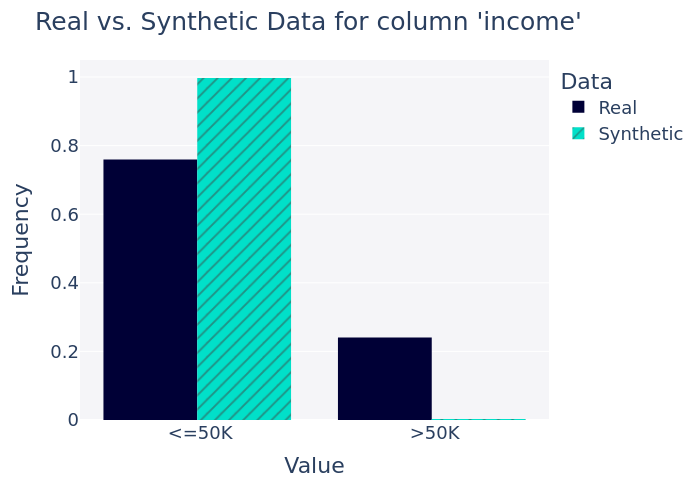 Real vs. Synthetic Data for column 'income'
Data
Real
Synthetic
Frequency
1
0.8
0.6
0.4
0.2
0
<=50K
>50K
Value